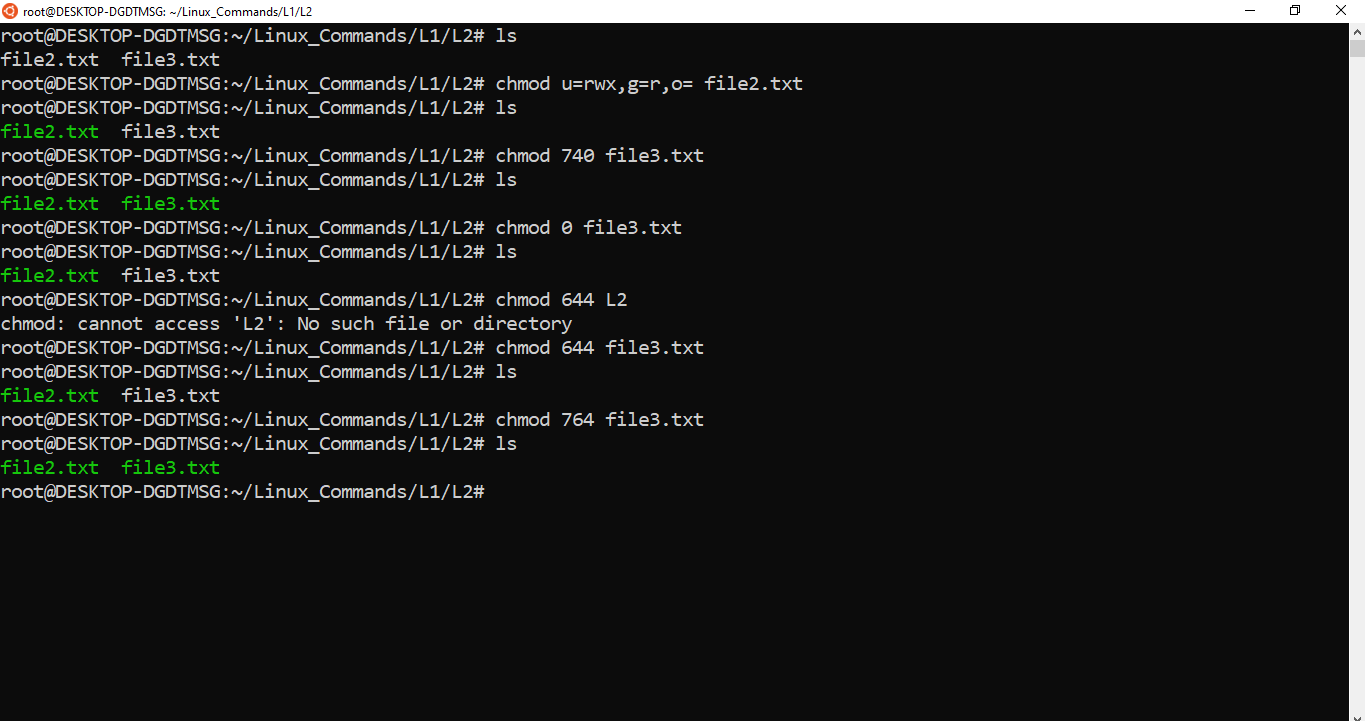 root@DESKTOP-DGDTMSG: ~/Linux_Commands/L1/L2
root@DESKTOP-DGDTMSG:~/Linux_Commands/L1/L2# ls
file2.txt  file3.txt
root@DESKTOP-DGDTMSG:~/Linux_Commands/L1/L2# chmod u=rwx,g=r,o= file2.txt
root@DESKTOP-DGDTMSG:~/Linux_Commands/L1/L2# ls
file2.txt  file3.txt
root@DESKTOP-DGDTMSG:~/Linux_Commands/L1/L2# chmod 740 file3.txt
root@DESKTOP-DGDTMSG:~/Linux_Commands/L1/L2# ls
file2.txt  file3.txt
root@DESKTOP-DGDTMSG:~/Linux_Commands/L1/L2# chmod 0 file3.txt
root@DESKTOP-DGDTMSG:~/Linux_Commands/L1/L2# ls
file2.txt  file3.txt
root@DESKTOP-DGDTMSG:~/Linux_Commands/L1/L2# chmod 644 L2
chmod: cannot access 'L2': No such file or directory
root@DESKTOP-DGDTMSG:~/Linux_Commands/L1/L2# chmod 644 file3.txt
root@DESKTOP-DGDTMSG:~/Linux_Commands/L1/L2# ls
file2.txt  file3.txt
root@DESKTOP-DGDTMSG:~/Linux_Commands/L1/L2# chmod 764 file3.txt
root@DESKTOP-DGDTMSG:~/Linux_Commands/L1/L2# ls
file2.txt  file3.txt
root@DESKTOP-DGDTMSG:~/Linux_Commands/L1/L2#